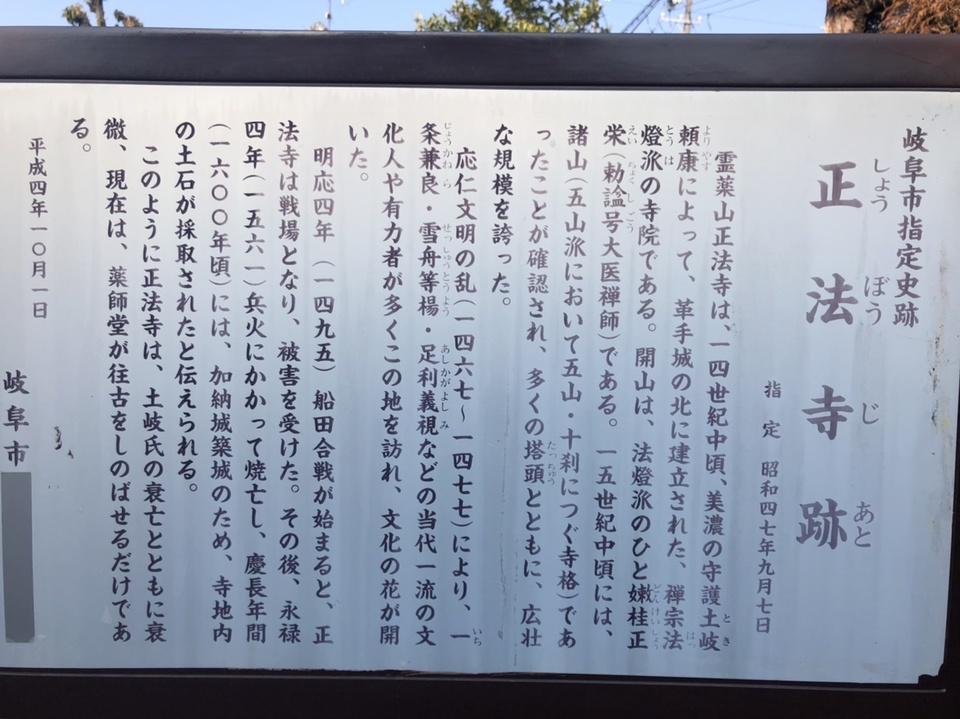 岐阜市指定史跡
正法寺跡
しょうぼうじあと
指定 昭和四七年九月七日
霊薬山正法寺は、一四世紀中頃、美濃の守護土岐
頼康によって、革手城の北に建立された、禅宗法
燈派の寺院である。開山は、法燈派のひと嫩桂正
栄(勅諡号大医禅師)である。一五世紀中頃には、
諸山(五山派において五山・十刹につぐ寺格)であ
ったことが確認され、多くの塔頭とともに、広壮
な規模を誇った。
応仁文明の乱(一四六七~一四七七)により、一
条兼良・雪舟等楊・足利義視などの当代一流の文
化人や有力者が多くこの地を訪れ、文化の花が開
いた。
明応四年(一四九五)船田合戦が始まると、正
法寺は戦場となり、被害を受けた。その後、永禄
四年(一五六一)兵火にかかって焼亡し、慶長年間
(一六〇〇年頃)には、加納城築城のため、寺地内
の土石が採取されたと伝えられる。
このように正法寺は、土岐氏の衰亡とともに衰
微、現在は、薬師堂が往古をしのばせるだけであ
る。
平成四年一〇月一日
岐阜市